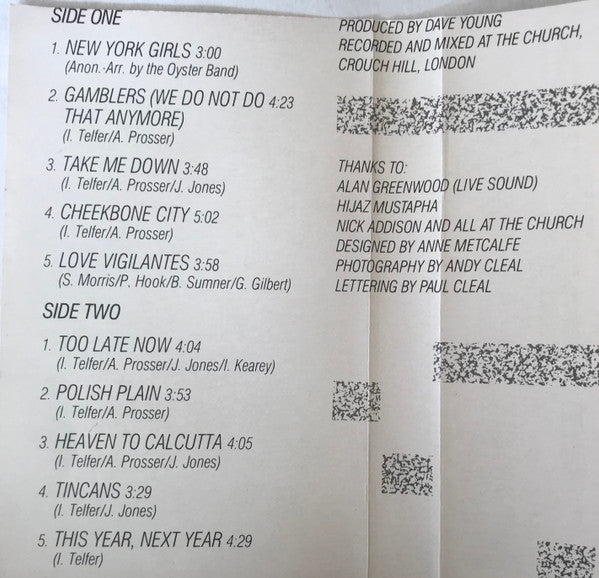 SIDE ONE
1. NEW YORK GIRLS 3:00
(Anon.-Arr. by the Oyster Band)
2. GAMBLERS (WE DO NOT DO 4:23
THAT ANYMORE)
(I. Telfer/A. Prosser)
3. TAKE ME DOWN 3:48
(I. Telfer/A. Prosser/J. Jones)
4. CHEEKBONE CITY 5:02
(I. Telfer/A. Prosser)
5. LOVE VIGILANTES 3:58
(S. Morris/P. Hook/B. Sumner/G. Gilbert)
SIDE TWO
1. TOO LATE NOW 4:04
(I. Telfer/A. Prosser/J. Jones/I. Kearey)
2. POLISH PLAIN 3:53
(I. Telfer/A. Prosser)
3. HEAVEN TO CALCUTTA 4:05
(I. Telfer/A. Prosser/J. Jones)
4. TINCANS 3:29
(I. Telfer/J. Jones)
5. THIS YEAR, NEXT YEAR 4:29
(I. Telfer)
PRODUCED BY DAVE YOUNG
RECORDED AND MIXED AT THE CHURCH,
CROUCH HILL, LONDON
THANKS TO:
ALAN GREENWOOD (LIVE SOUND)
HIJAZ MUSTAPHA
NICK ADDISON AND ALL AT THE CHURCH
DESIGNED BY ANNE METCALFE
PHOTOGRAPHY BY ANDY CLEAL
LETTERING BY PAUL CLEAL